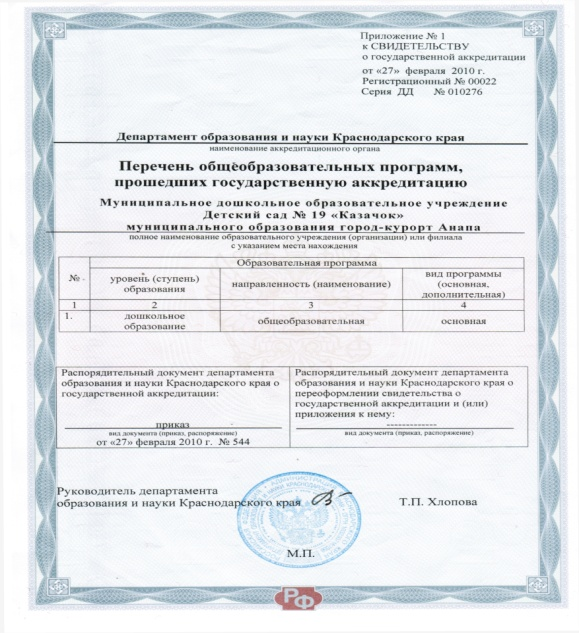 Приложение № 1
к СВИДЕТЕЛЬСТВУ
о государственной аккредитации
от «27» февраля 2010 г.
Регистрационный № 00022
Серия ДД № 010276
Департамент образования и науки Краснодарского края
наименование аккредитационного органа
Перечень общеобразовательных программ,
прошедших государственную аккредитацию
Муниципальное дошкольное образовательное учреждение
Детский сад № 19 «Казачок»
муниципального образования город-курорт Анапа
полное наименование образовательного учреждения (организации) или филиала
с указанием места нахождения
№
Образовательная программа
уровень (ступень) образования
направленность (наименование)
вид программы (основная, дополнительная)
1 2 3 4
1. дошкольное образование общеобразовательная основная
Распорядительный документ департамента
образования и науки Краснодарского края о
государственной аккредитации:
приказ
вид документа (приказ, распоряжение)
от «27» февраля 2010 г. № 544
Распорядительный документ департамента
образования и науки Краснодарского края о
переоформлении свидетельства о
государственной аккредитации и (или)
приложения к нему:
-------------
вид документа (приказ, распоряжение)
Руководитель департамента
образования и науки Краснодарского края Т.П. Хлопова
М.П.
РФ